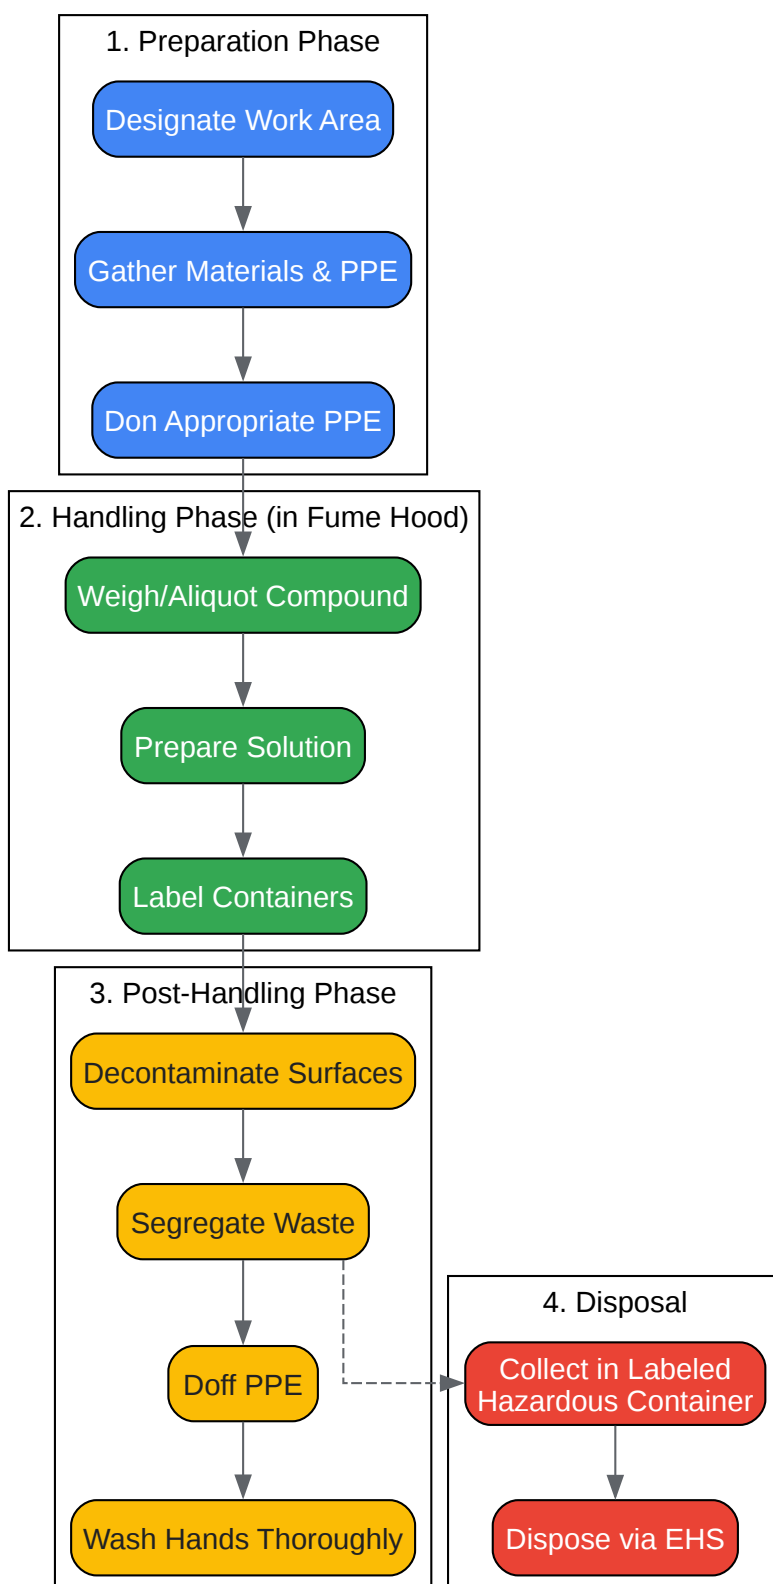 1. Preparation Phase
Designate Work Area
Gather Materials & PPE
Don Appropriate PPE
2. Handling Phase (in Fume Hood)
Weigh/Aliquot Compound
Prepare Solution
Label Containers
3. Post-Handling Phase
Decontaminate Surfaces
Segregate Waste
Doff PPE
Wash Hands Thoroughly
4. Disposal
Collect in Labeled
Hazardous Container
Dispose via EHS